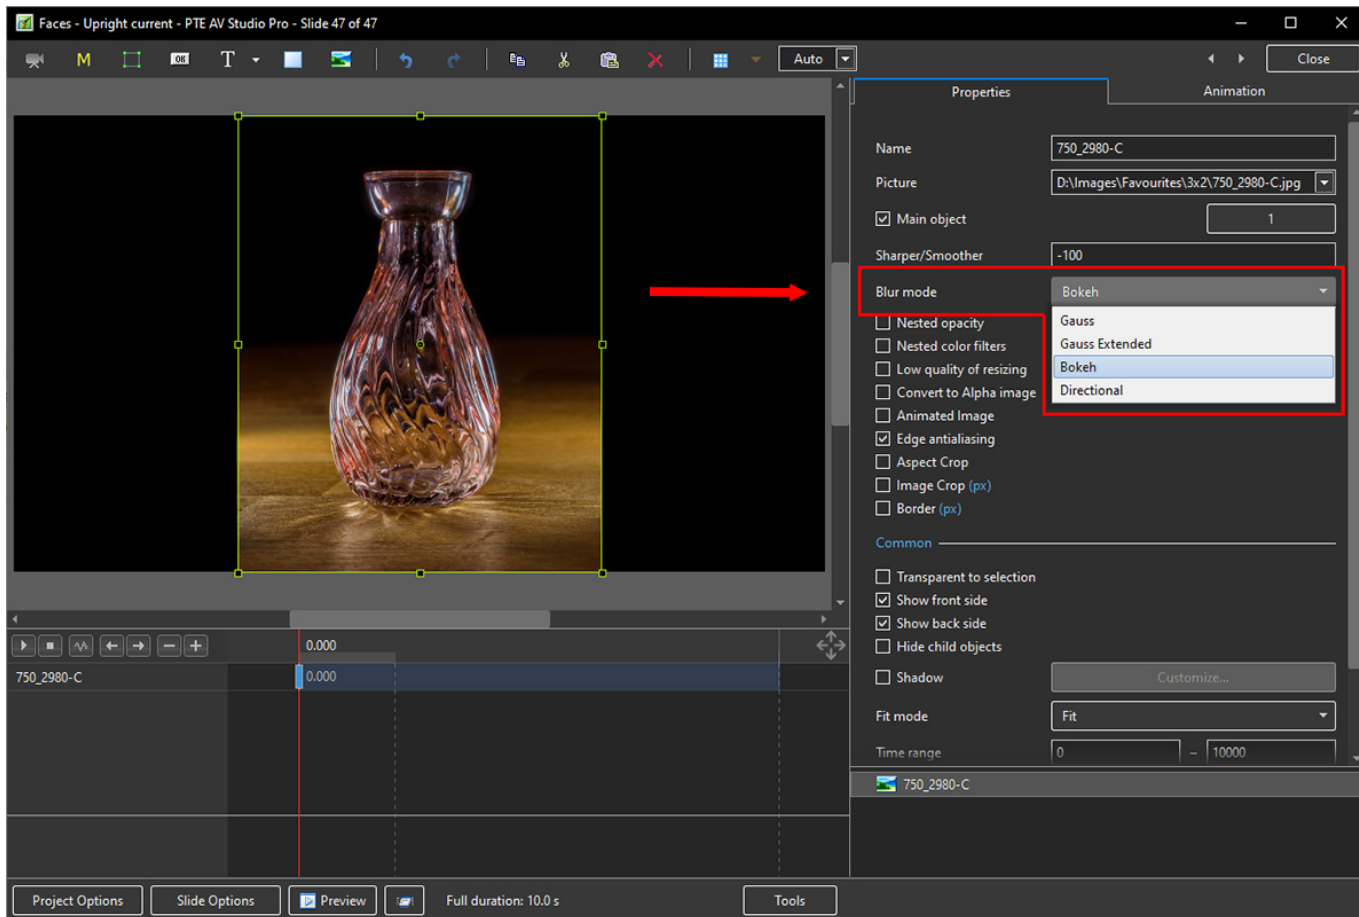 Faces - Upright current - PTE AV Studio Pro - Slide 47 of 47
M OK T Auto Close
Properties Animation
Name 750_2980-C
Picture D:\Images\Favourites\3x2\750_2980-C.jpg
Main object 1
Sharper/Smoother -100
Blur mode Bokeh
Gauss
Nested opacity
Gauss Extended
Nested color filters
Bokeh
Low quality of resizing
Directional
Convert to Alpha image
Animated Image
Edge antialiasing
Aspect Crop
Image Crop (px)
Border (px)
Common
Transparent to selection
Show front side
Show back side
Hide child objects
Shadow Customize...
Fit mode Fit
Time range 0 – 10000
750_2980-C
0.000
750_2980-C 0.000
Project Options Slide Options Preview Full duration: 10.0 s Tools